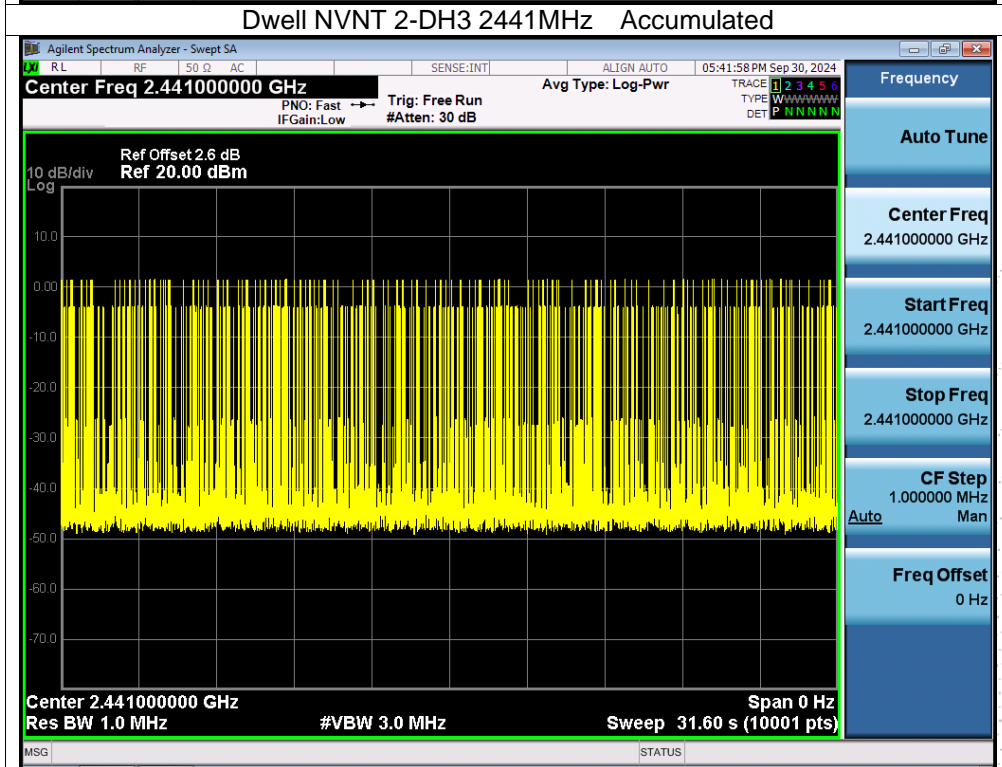 Dwell NVNT 2-DH3 2441MHz Accumulated
Agilent Spectrum Analyzer - Swept SA
LXI RL RF 50 Ω AC SENSE:INT ALIGN AUTO 05:41:58 PM Sep 30, 2024
Center Freq 2.441000000 GHz
PNO: Fast
IFGain:Low
Trig: Free Run
#Atten: 30 dB
Avg Type: Log-Pwr
TRACE 1 2 3 4 5 6
TYPE WWWWWWW
DET P N N N N N
Ref Offset 2.6 dB
10 dB/div Ref 20.00 dBm
Log
10.0
0.00
-10.0
-20.0
-30.0
-40.0
-50.0
-60.0
-70.0
Center 2.441000000 GHz Span 0 Hz
Res BW 1.0 MHz #VBW 3.0 MHz Sweep 31.60 s (10001 pts)
MSG STATUS
Frequency
Auto Tune
Center Freq
2.441000000 GHz
Start Freq
2.441000000 GHz
Stop Freq
2.441000000 GHz
CF Step
1.000000 MHz
Auto Man
Freq Offset
0 Hz